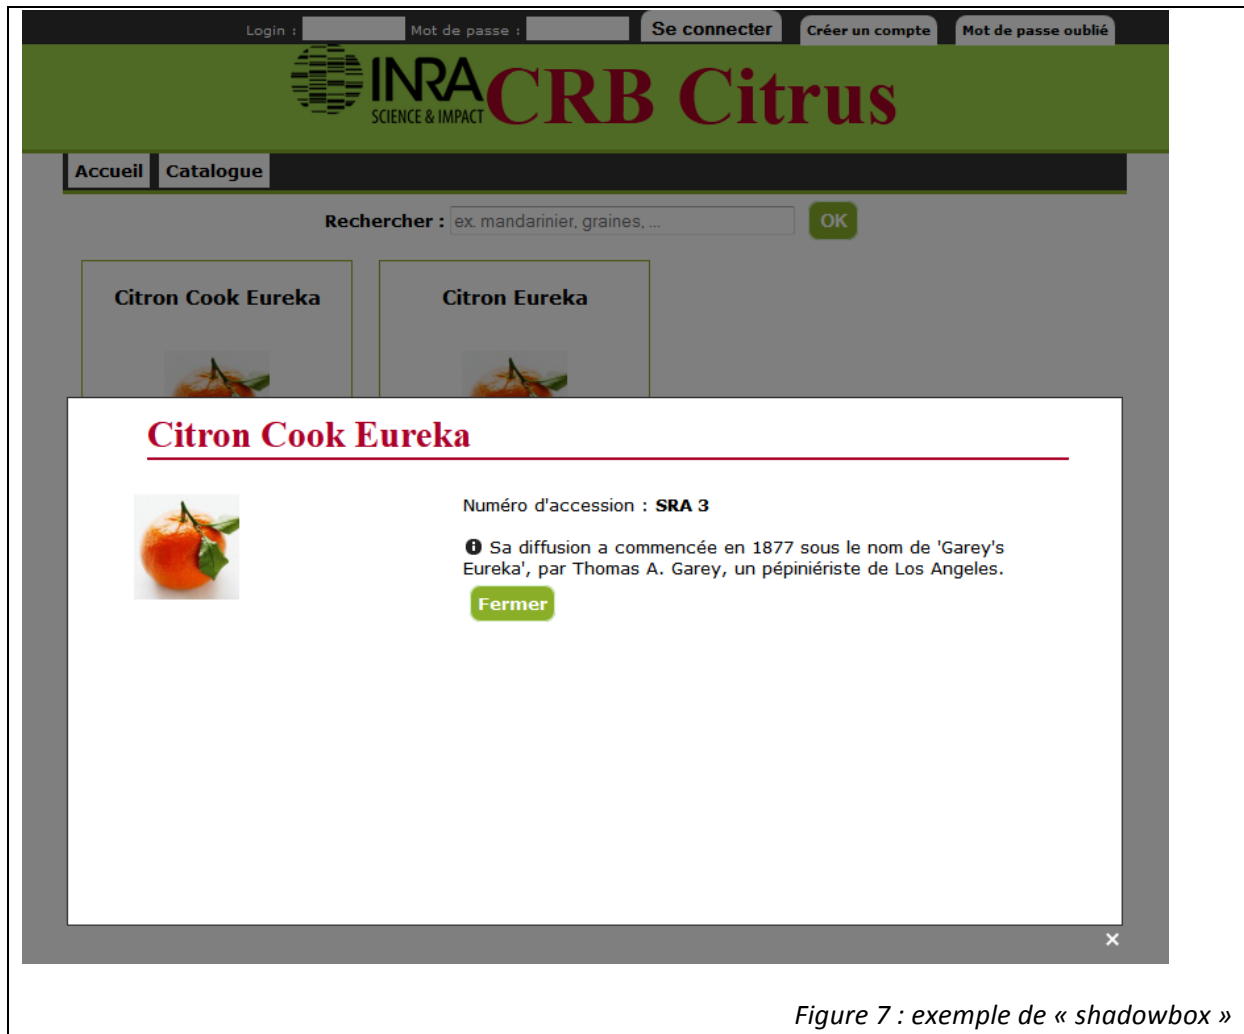 Login : Mot de passe : Se connecter Créer un compte Mot de passe oublié
INRA CRB Citrus
SCIENCE & IMPACT
Accueil Catalogue
Rechercher : ex. mandarinier, graines, ... OK
Citron Cook Eureka Citron Eureka
Citron Cook Eureka
Numéro d'accession : SRA 3
Sa diffusion a commencée en 1877 sous le nom de 'Garey's
Eureka', par Thomas A. Garey, un pépiniériste de Los Angeles.
Fermer
×
Figure 7 : exemple de « shadowbox »